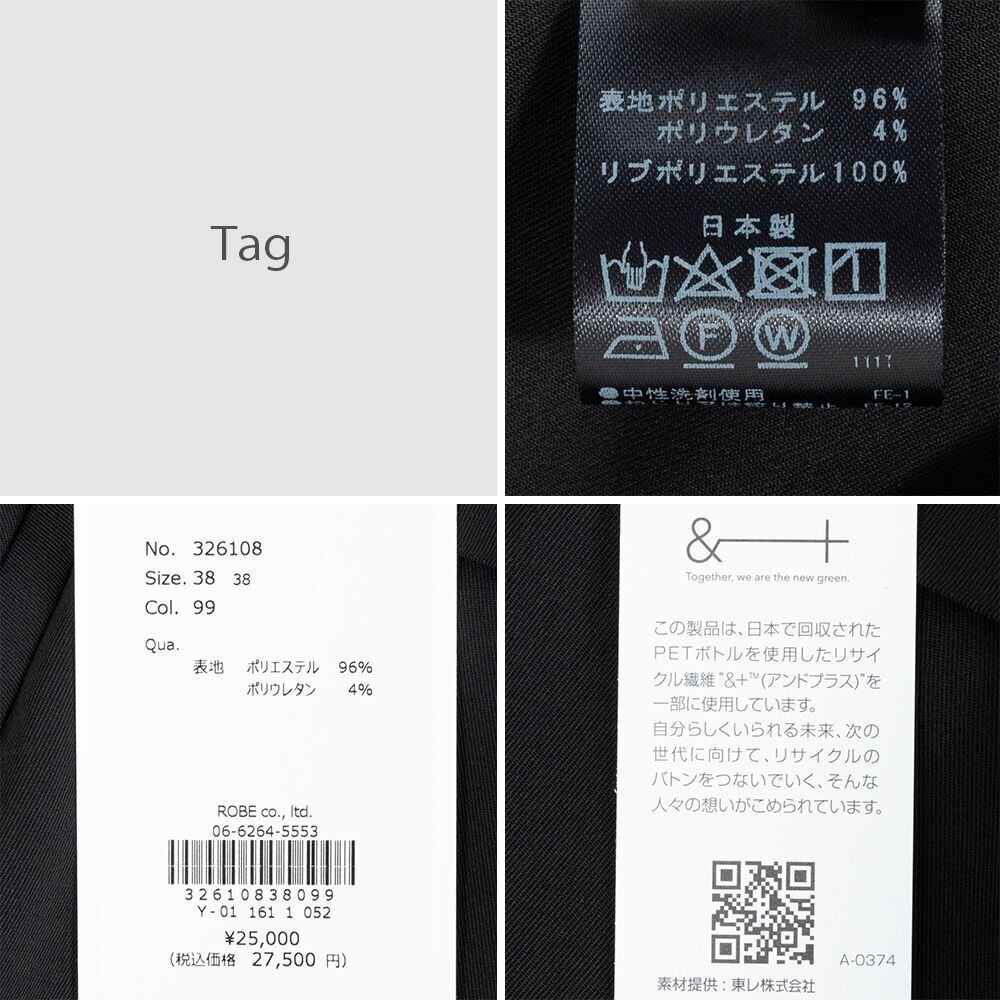 Tag
表地ポリエステル 96%
ポリウレタン 4%
リブポリエステル100%
日本製
F W
1117
●中性洗剤使用 FE-1
No. 326108
Size. 38 38
Col. 99
Qua.
表地 ポリエステル 96%
ポリウレタン 4%
ROBE co., ltd.
06-6264-5553
32610838099
Y-01 161 1 052
¥25,000
(税込価格 27,500 円)
&+
Together, we are the new green.
この製品は、日本で回収された
PETボトルを使用したリサイ
クル繊維"&+™(アンドプラス)"を
一部に使用しています。
自分らしくいられる未来、次の
世代に向けて、リサイクルの
バトンをつないでいく、そんな
人々の想いがこめられています。
A-0374
素材提供:東レ株式会社